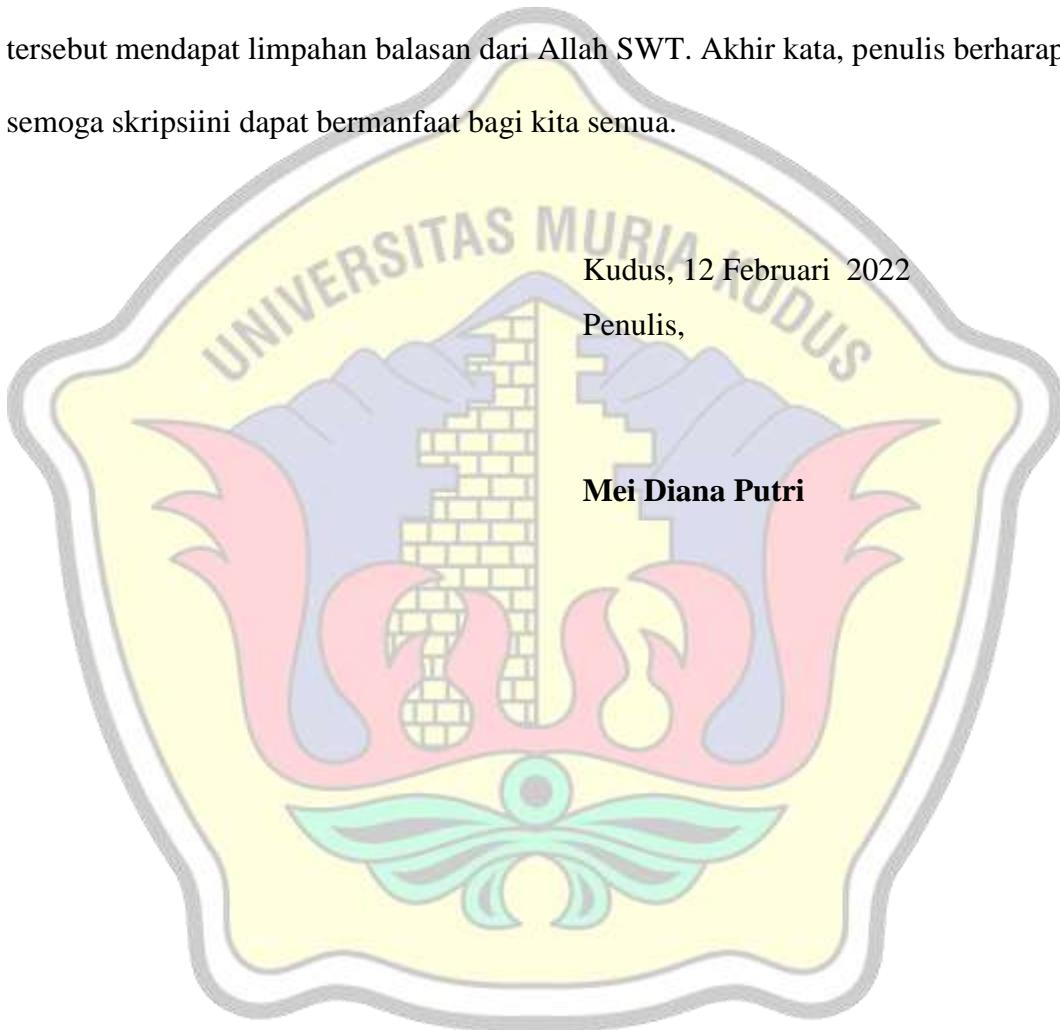 tersebut mendapat limpahan balasan dari Allah SWT. Akhir kata, penulis berharap
semoga skripsiini dapat bermanfaat bagi kita semua.
UNIVERSITAS MURIA KUDUS
Kudus, 12 Februari  2022
Penulis,
Mei Diana Putri